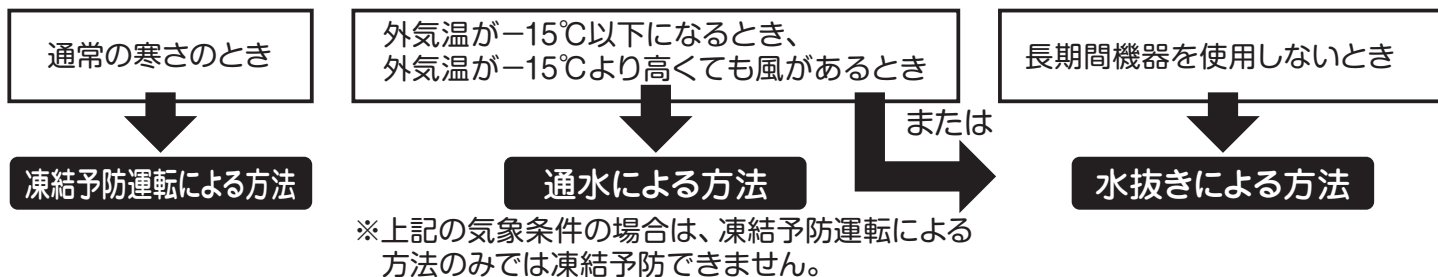 通常の寒さのとき
外気温が−15℃以下になるとき、
外気温が−15℃より高くても風があるとき
長期間機器を使用しないとき
または
凍結予防運転による方法
通水による方法
水抜きによる方法
※上記の気象条件の場合は、凍結予防運転による
方法のみでは凍結予防できません。